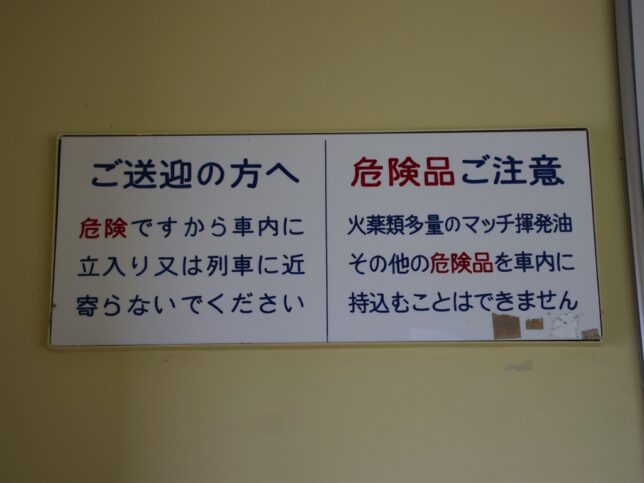 ご送迎の方へ
危険ですから車内に
立入り又は列車に近
寄らないでください
危険品ご注意
火薬類多量のマッチ揮発油
その他の危険品を車内に
持込むことはできません